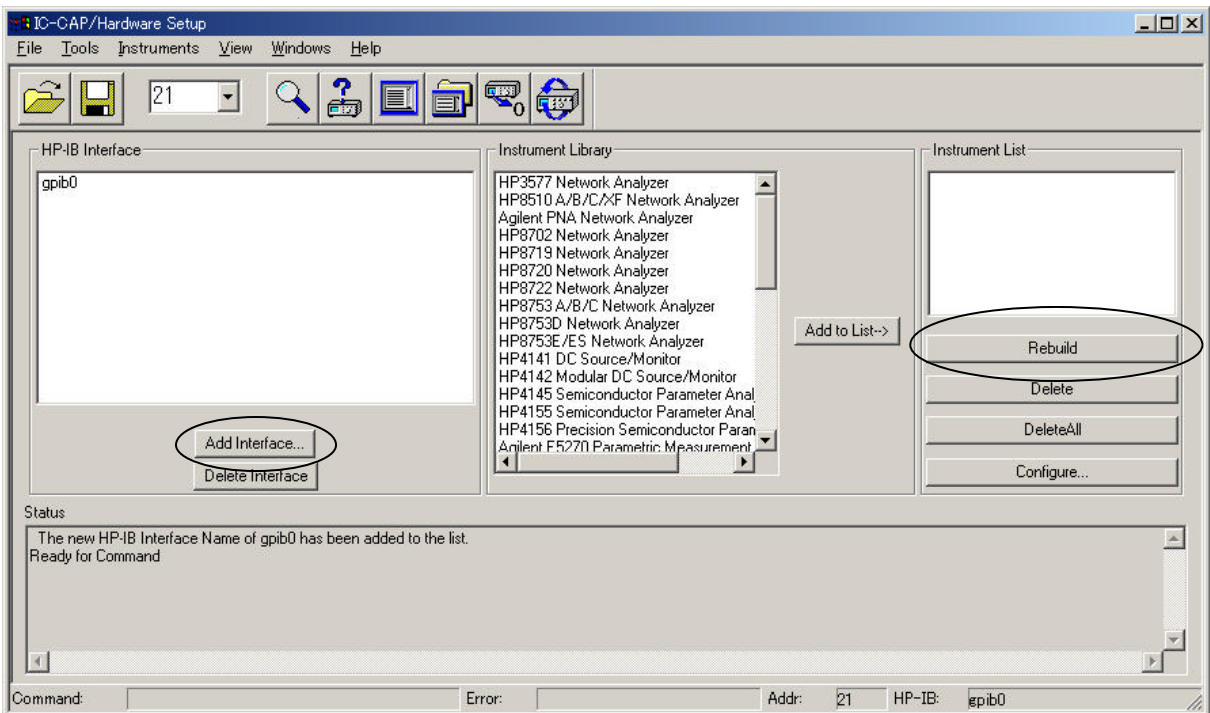 IC-CAP/Hardware Setup
File Tools Instruments View Windows Help
21
HP-IB Interface
gpib0
Add Interface...
Delete Interface
Instrument Library
HP3577 Network Analyzer
HP8510 A/B/C/XF Network Analyzer
Agilent PNA Network Analyzer
HP8702 Network Analyzer
HP8719 Network Analyzer
HP8720 Network Analyzer
HP8722 Network Analyzer
HP8753 A/B/C Network Analyzer
HP8753D Network Analyzer
HP8753E/ES Network Analyzer
HP4141 DC Source/Monitor
HP4142 Modular DC Source/Monitor
HP4145 Semiconductor Parameter Anal
HP4155 Semiconductor Parameter Anal
HP4156 Precision Semiconductor Param
Agilent E5270 Parametric Measurement
Add to List-->
Instrument List
Rebuild
Delete
DeleteAll
Configure...
Status
The new HP-IB Interface Name of gpib0 has been added to the list.
Ready for Command
Command: Error: Addr: 21 HP-IB: gpib0